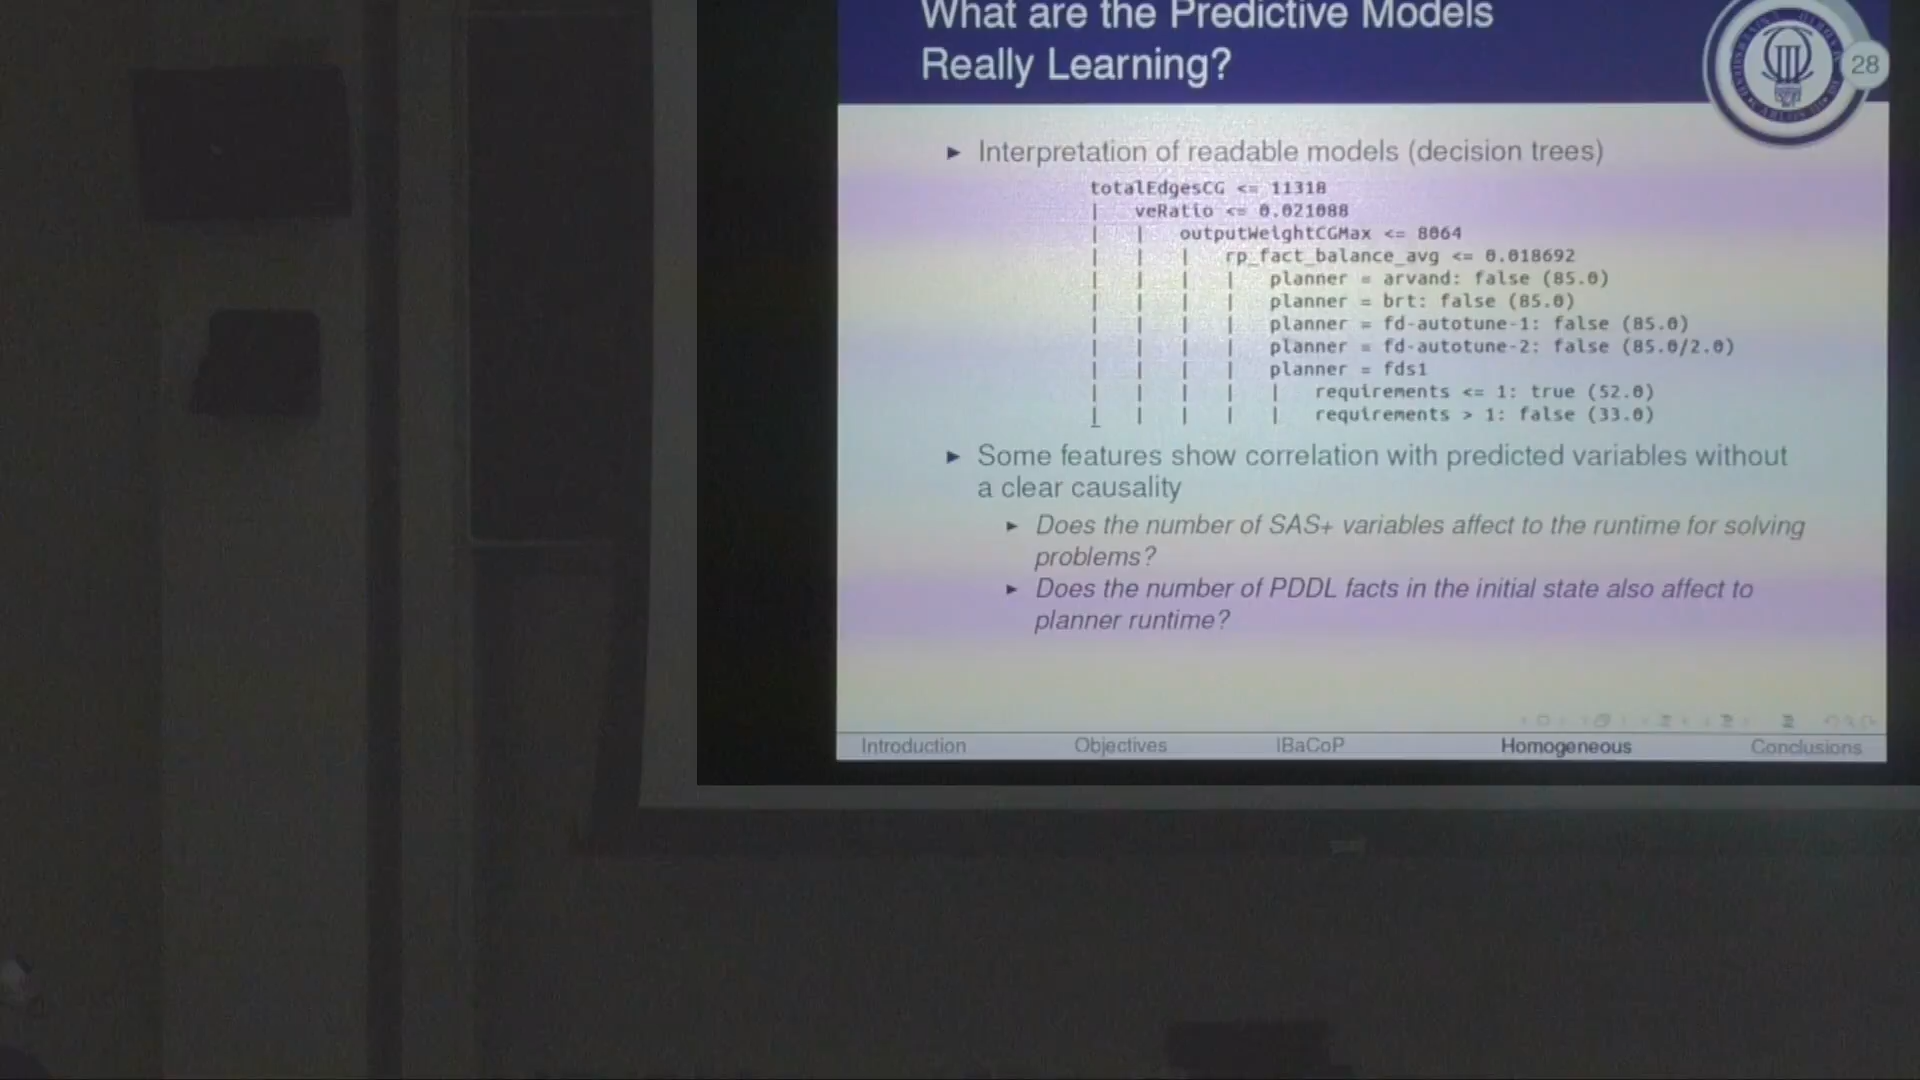 What are the Predictive Models
Really Learning?
28
► Interpretation of readable models (decision trees)
totalEdgesCG <= 11318
| veRatio <= 0.021088
| | outputWeightCGMax <= 8064
| | | rp_fact_balance_avg <= 0.018692
| | | | planner = arvand: false (85.0)
| | | | planner = brt: false (85.0)
| | | | planner = fd-autotune-1: false (85.0)
| | | | planner = fd-autotune-2: false (85.0/2.0)
| | | | planner = fds1
| | | | | requirements <= 1: true (52.0)
| | | | | requirements > 1: false (33.0)
► Some features show correlation with predicted variables without
a clear causality
► Does the number of SAS+ variables affect to the runtime for solving
problems?
► Does the number of PDDL facts in the initial state also affect to
planner runtime?
Introduction Objectives IBaCoP Homogeneous Conclusions